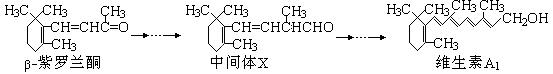 H₃C CH₃ CH₃ H₃C CH₃ CH₃ H₃C CH₃CH₃ CH₃
CH=CH-C=O CH=CH-CHCHO CH₂OH
CH₃ CH₃ CH₃
β-紫罗兰酮 中间体X 维生素A₁